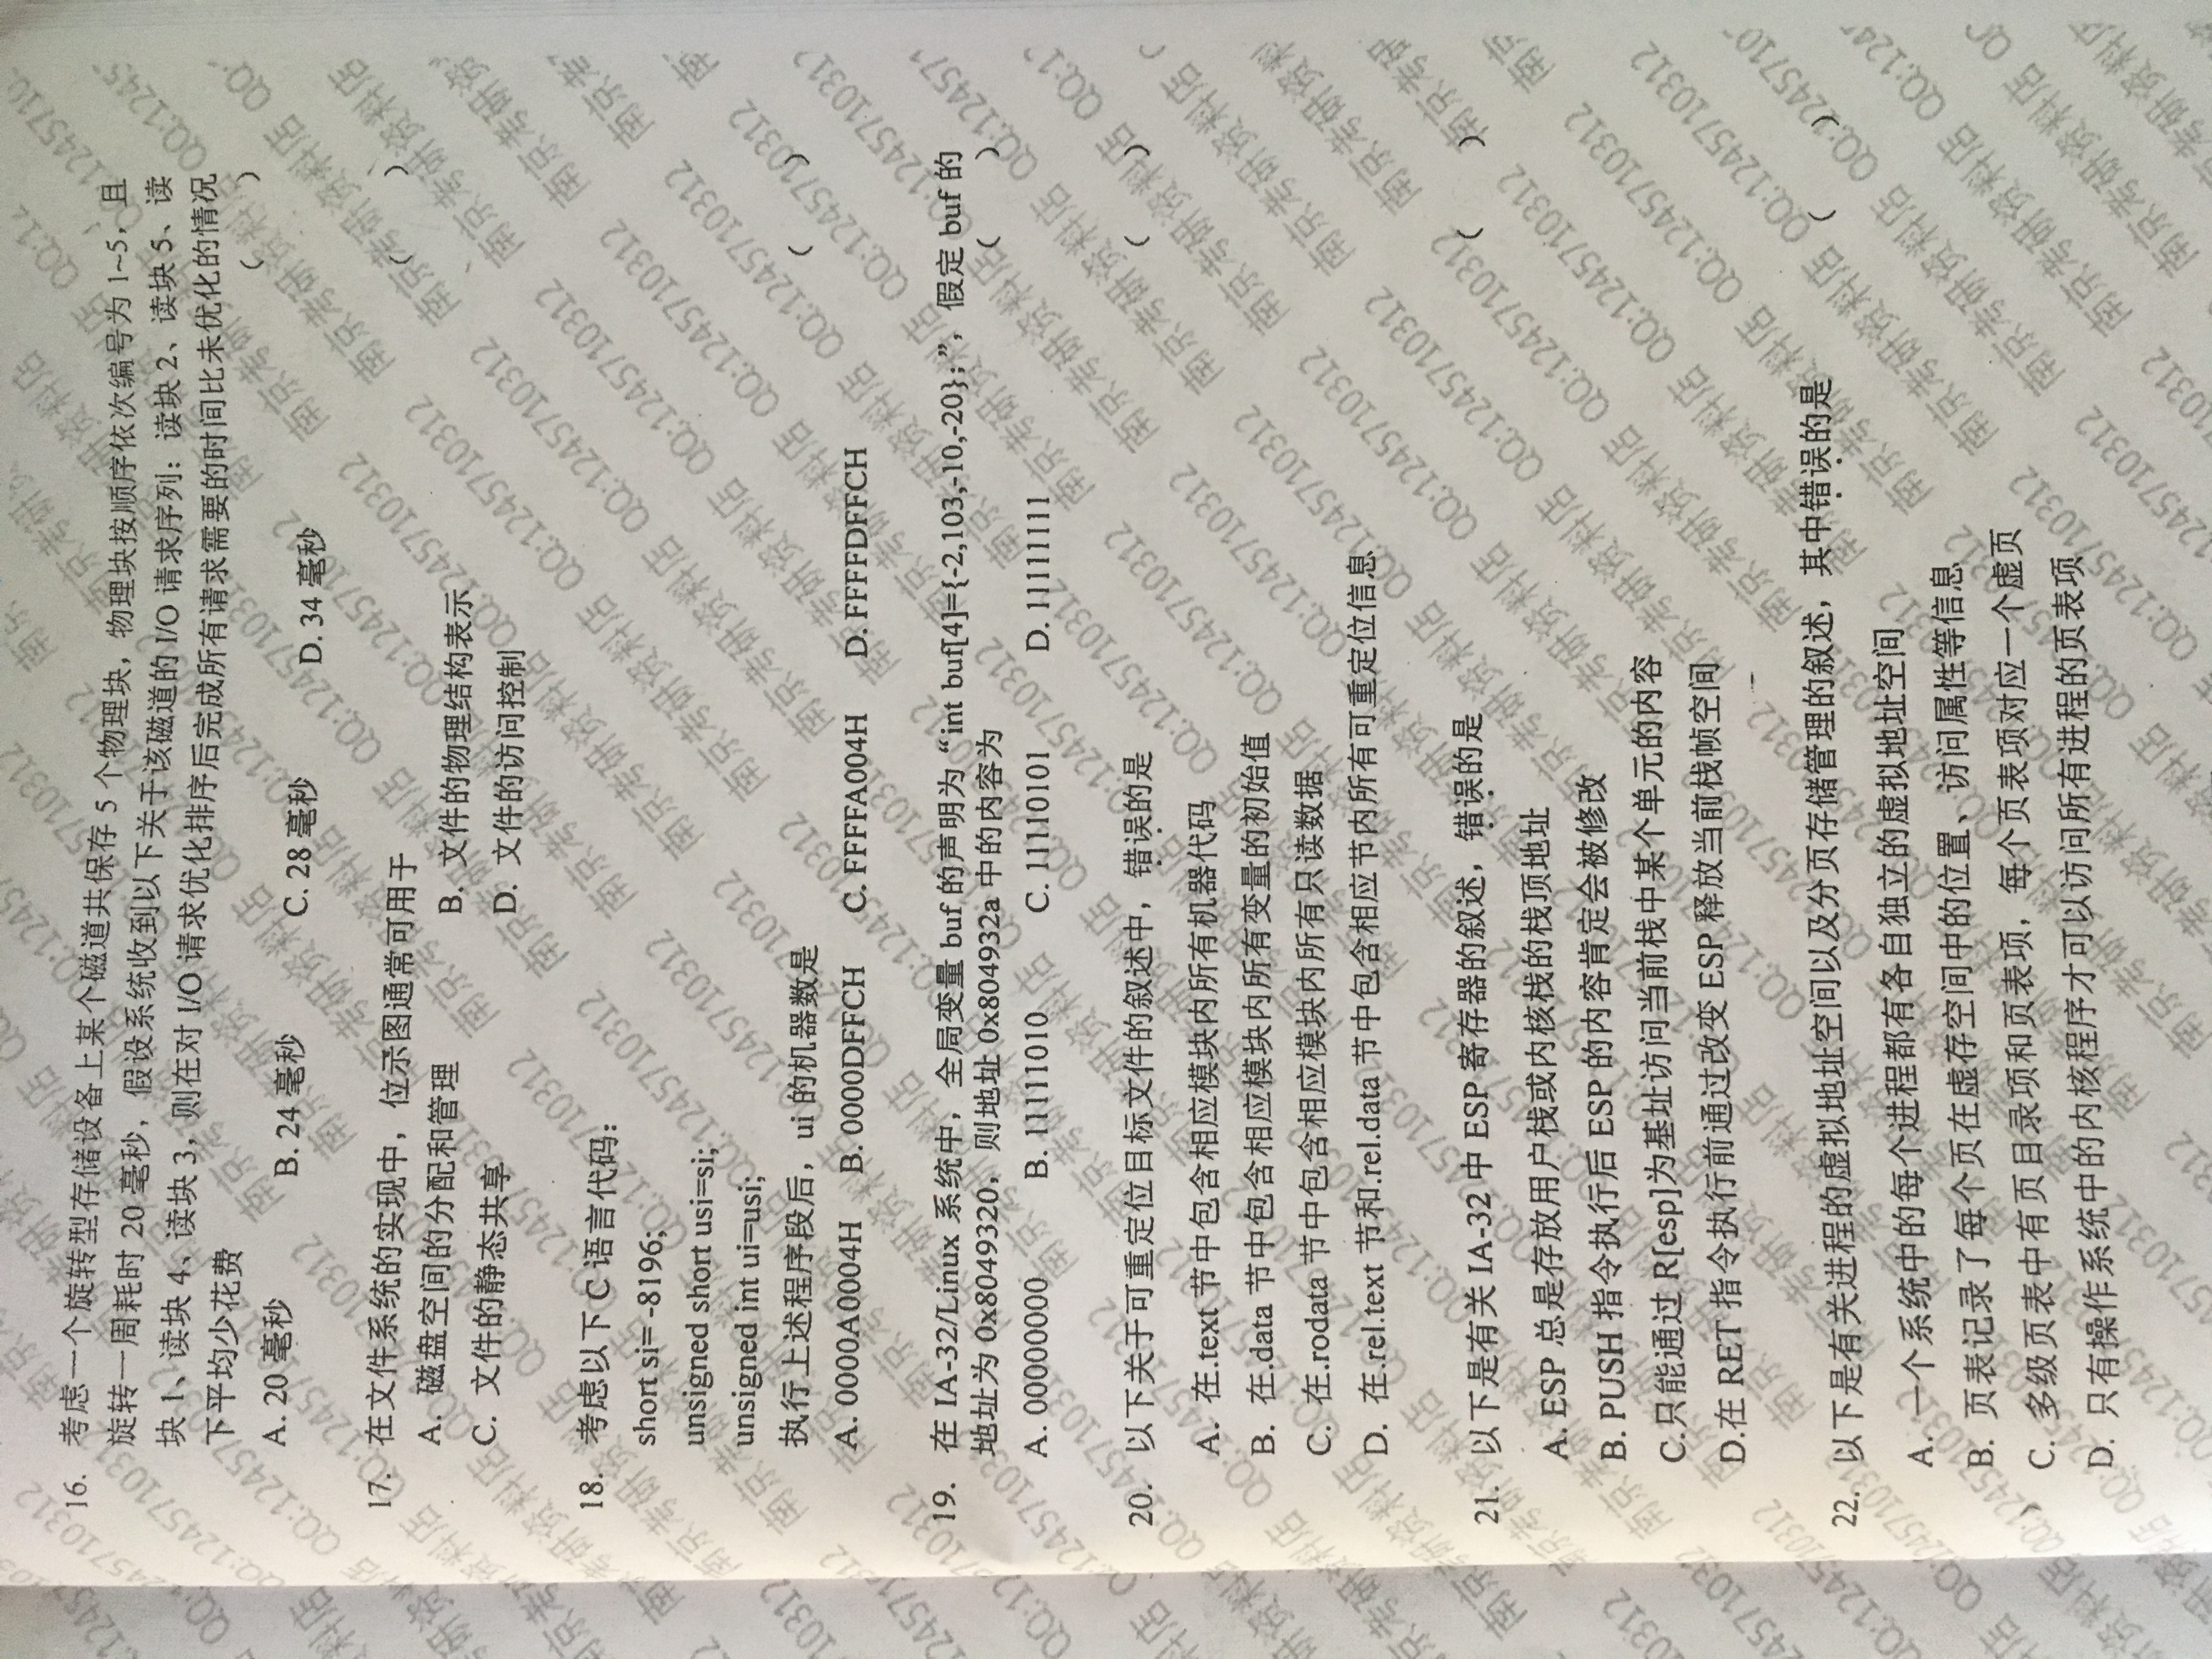 16. 考虑一个旋转型存储设备上某个磁道共保存 5 个物理块，物理块按顺序依次编号为 1~5，且
旋转一周耗时 20 毫秒，假设系统收到以下关于该磁道的 I/O 请求序列：读块 2、读块 5、读
块 1、读块 4、读块 3，则在对 I/O 请求优化排序后完成所有请求需要的时间比未优化的情况
下平均少花费 ( )
A. 20 毫秒 B. 24 毫秒 C. 28 毫秒 D. 34 毫秒
17. 在文件系统的实现中，位示图通常可用于 ( )
A. 磁盘空间的分配和管理 B. 文件的物理结构表示
C. 文件的静态共享 D. 文件的访问控制
18. 考虑以下 C 语言代码：
short si= -8196;
unsigned short usi=si;
unsigned int ui=usi;
执行上述程序段后，ui 的机器数是 ( )
A. 0000A0004H B. 0000DFFCH C. FFFFA004H D. FFFFDFFCH
19. 在 IA-32/Linux 系统中，全局变量 buf 的声明为“int buf[4]={-2,103,-10,-20}；”，假定 buf 的
地址为 0x8049320，则地址 0x804932a 中的内容为 ( )
A. 00000000 B. 11111010 C. 11110101 D. 11111111
20. 以下关于可重定位目标文件的叙述中，错误的是 ( )
A. 在.text 节中包含相应模块内所有机器代码
B. 在.data 节中包含相应模块内所有变量的初始值
C. 在.rodata 节中包含相应模块内所有只读数据
D. 在.rel.text 节和.rel.data 节中包含相应节内所有可重定位信息
21. 以下是有关 IA-32 中 ESP 寄存器的叙述，错误的是 ( )
A. ESP 总是存放用户栈或内核栈的栈顶地址
B. PUSH 指令执行后 ESP 的内容肯定会被修改
C.只能通过 R[esp]为基址访问当前栈中某个单元的内容
D.在 RET 指令执行前通过改变 ESP 释放当前栈帧空间
22. 以下是有关进程的虚拟地址空间以及分页存储管理的叙述，其中错误的是 ( )
A. 一个系统中的每个进程都有各自独立的虚拟地址空间
B. 页表记录了每个页在虚存空间中的位置、访问属性等信息
C. 多级页表中有页目录项和页表项，每个页表项对应一个虚页
D. 只有操作系统中的内核程序才可以访问所有进程的页表项
南京考研资料店 QQ:1245710312